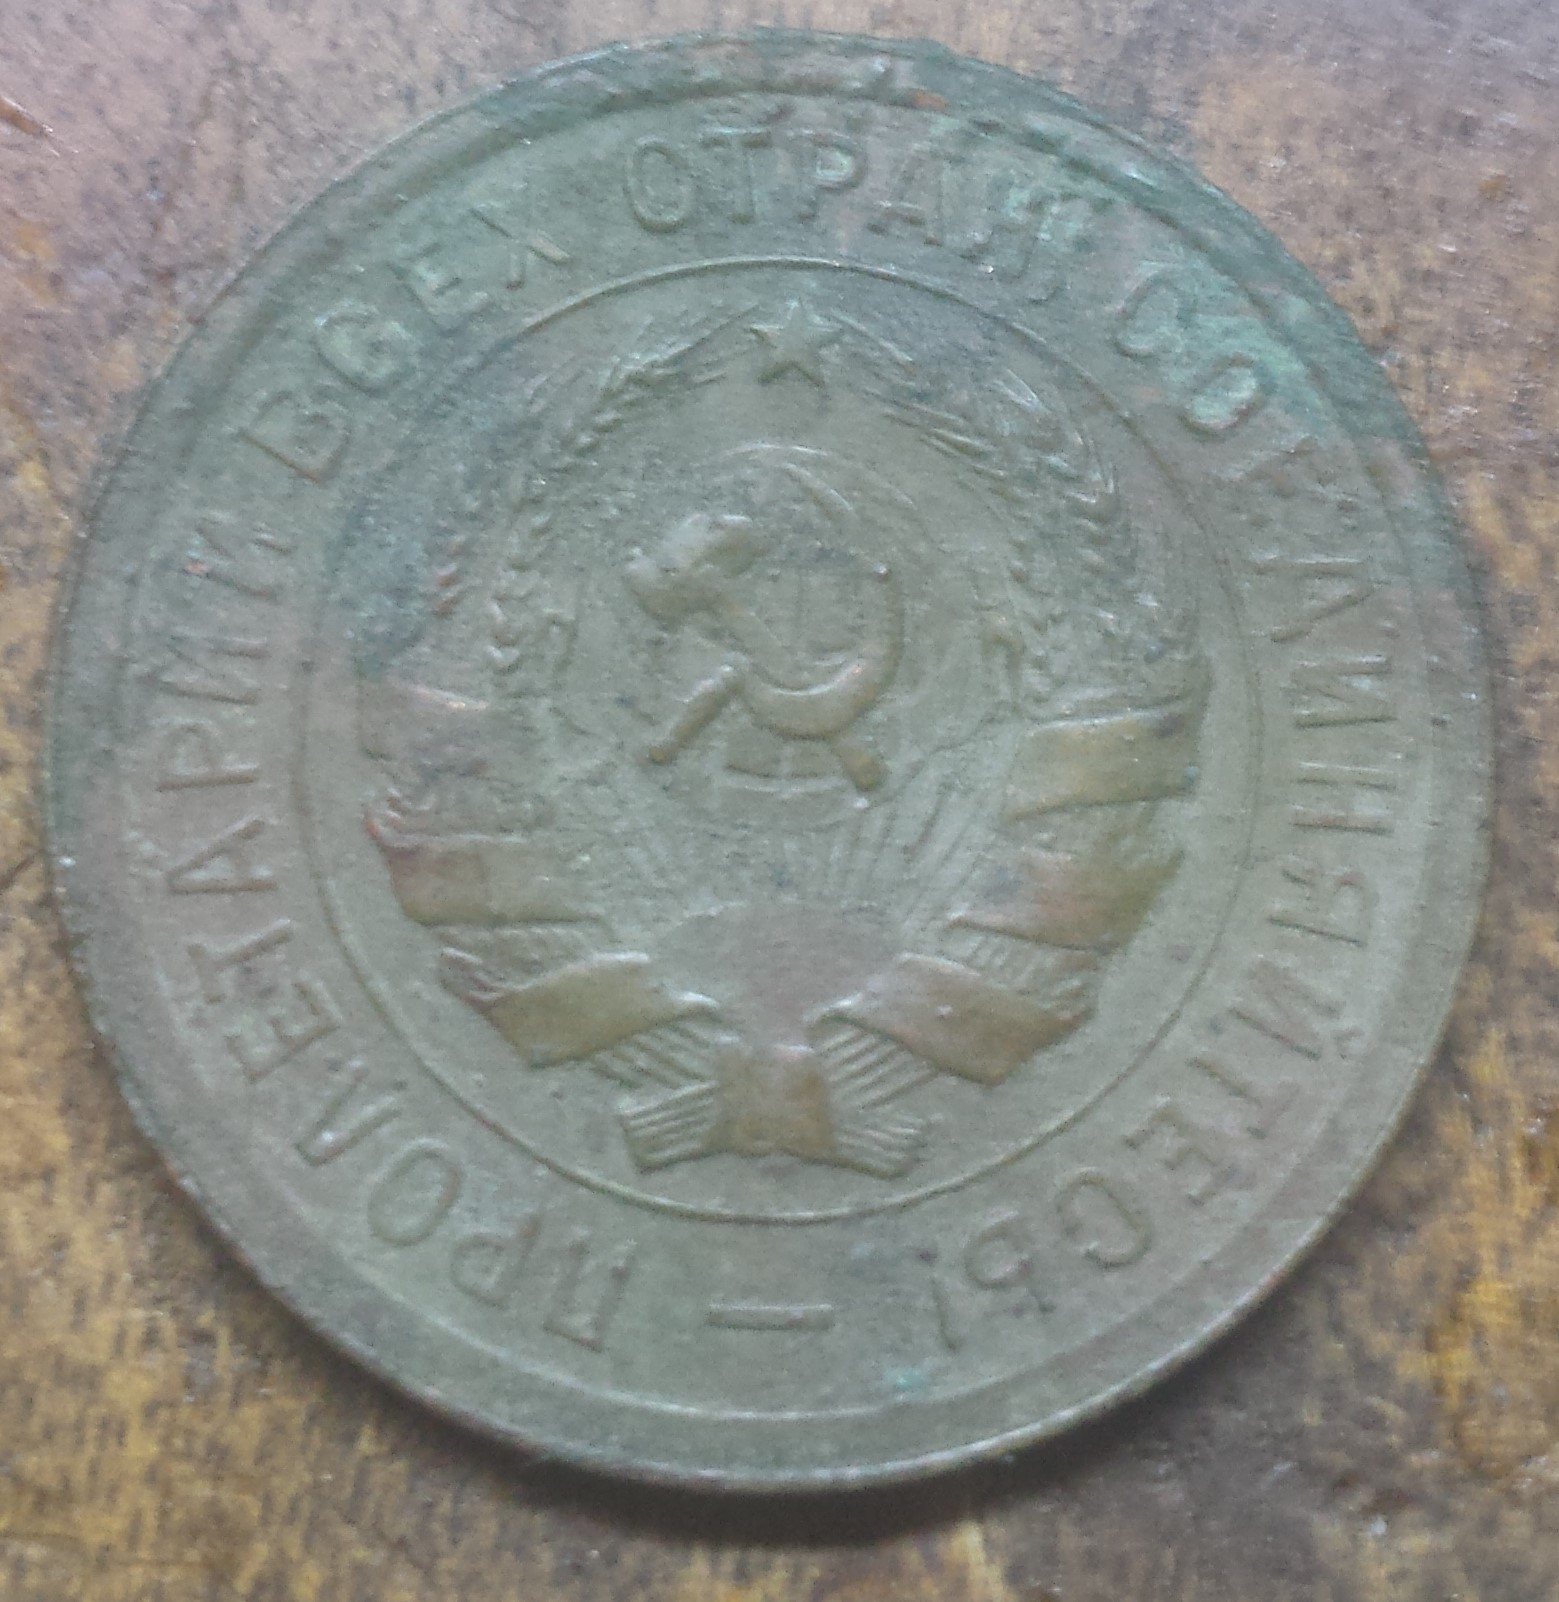 ПРОЛЕТАРИИ ВСЕХ СТРАН, СОЕДИНЯЙТЕСЬ! —